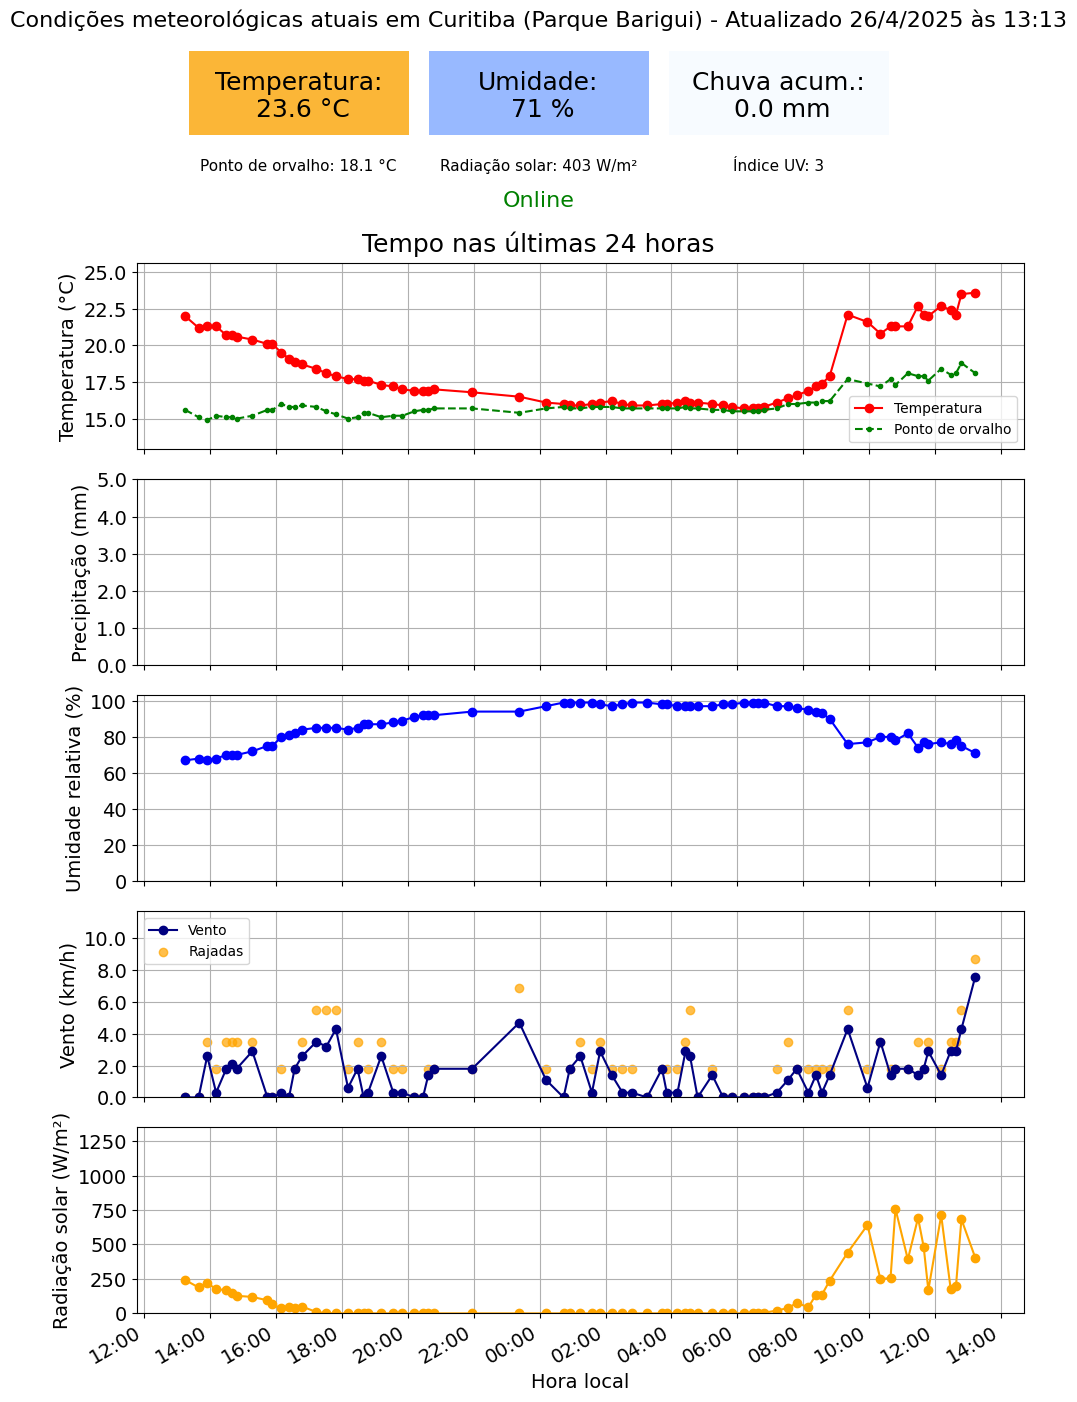 Condições meteorológicas atuais em Curitiba (Parque Barigui) - Atualizado 26/4/2025 às 13:13
Temperatura:
23.6 °C
Umidade:
71 %
Chuva acum.:
0.0 mm
Ponto de orvalho: 18.1 °C
Radiação solar: 403 W/m²
Índice UV: 3
Online
Tempo nas últimas 24 horas
Temperatura (°C)
25.0
22.5
20.0
17.5
15.0
Temperatura
Ponto de orvalho
Precipitação (mm)
5.0
4.0
3.0
2.0
1.0
0.0
Umidade relativa (%)
100
80
60
40
20
0
Vento (km/h)
10.0
8.0
6.0
4.0
2.0
0.0
Vento
Rajadas
Radiação solar (W/m²)
1250
1000
750
500
250
0
12:00
14:00
16:00
18:00
20:00
22:00
00:00
02:00
04:00
06:00
08:00
10:00
12:00
14:00
Hora local